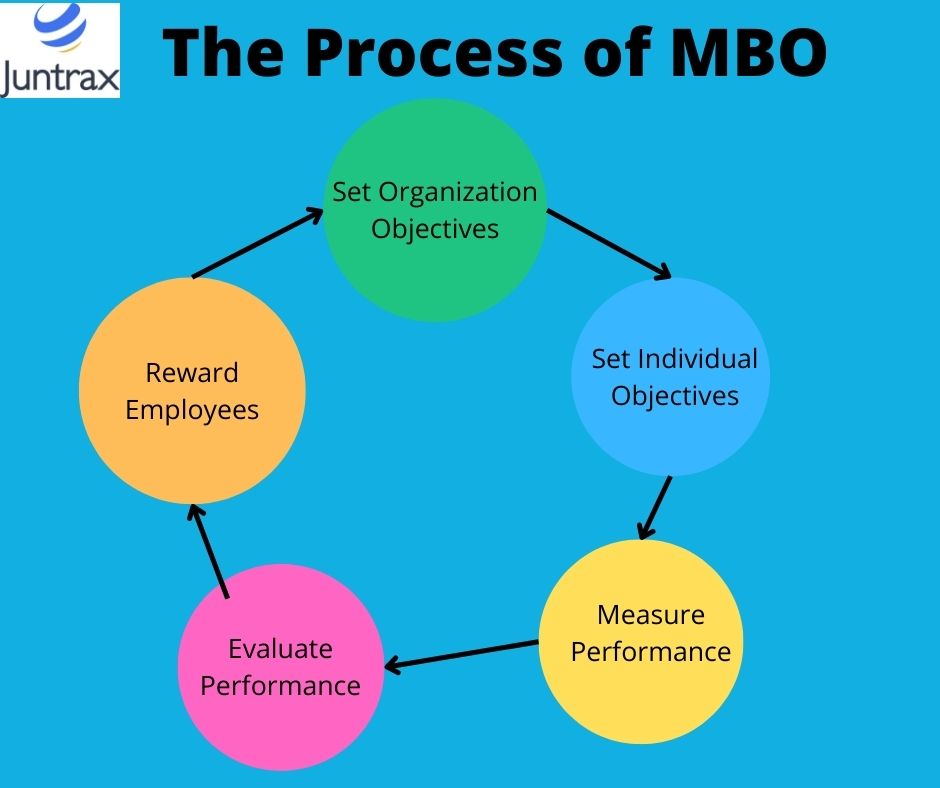 Juntrax
The Process of MBO
Set Organization
Objectives
Set Individual
Objectives
Measure
Performance
Evaluate
Performance
Reward
Employees